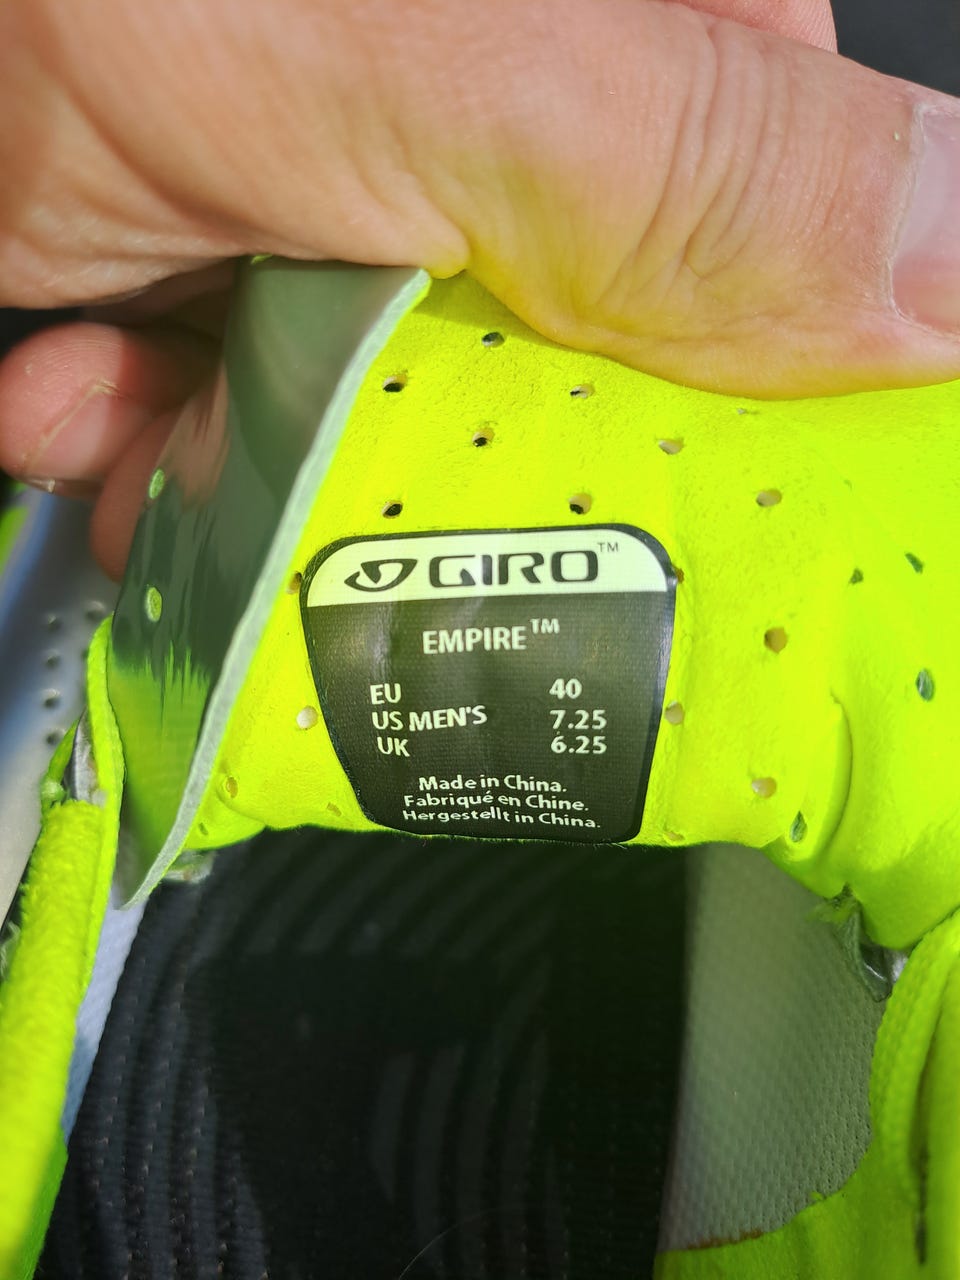 GIRO™
EMPIRE™
EU 40
US MEN'S 7.25
UK 6.25
Made in China.
Fabriqué en Chine.
Hergestellt in China.